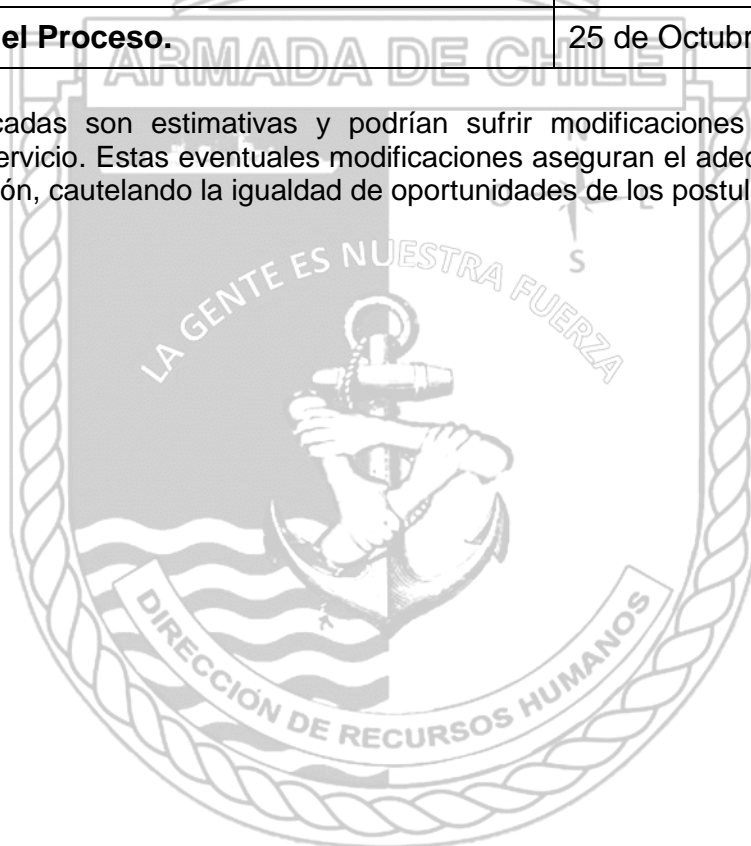 el Proceso.
25 de Octubr
ARMADA DE CHILE
cadas son estimativas y podrían sufrir modificaciones
ervicio. Estas eventuales modificaciones aseguran el adec
ón, cautelando la igualdad de oportunidades de los postul
S
LA GENTE ES NUESTRA FUERZA
DIRECCIÓN DE RECURSOS HUMANOS